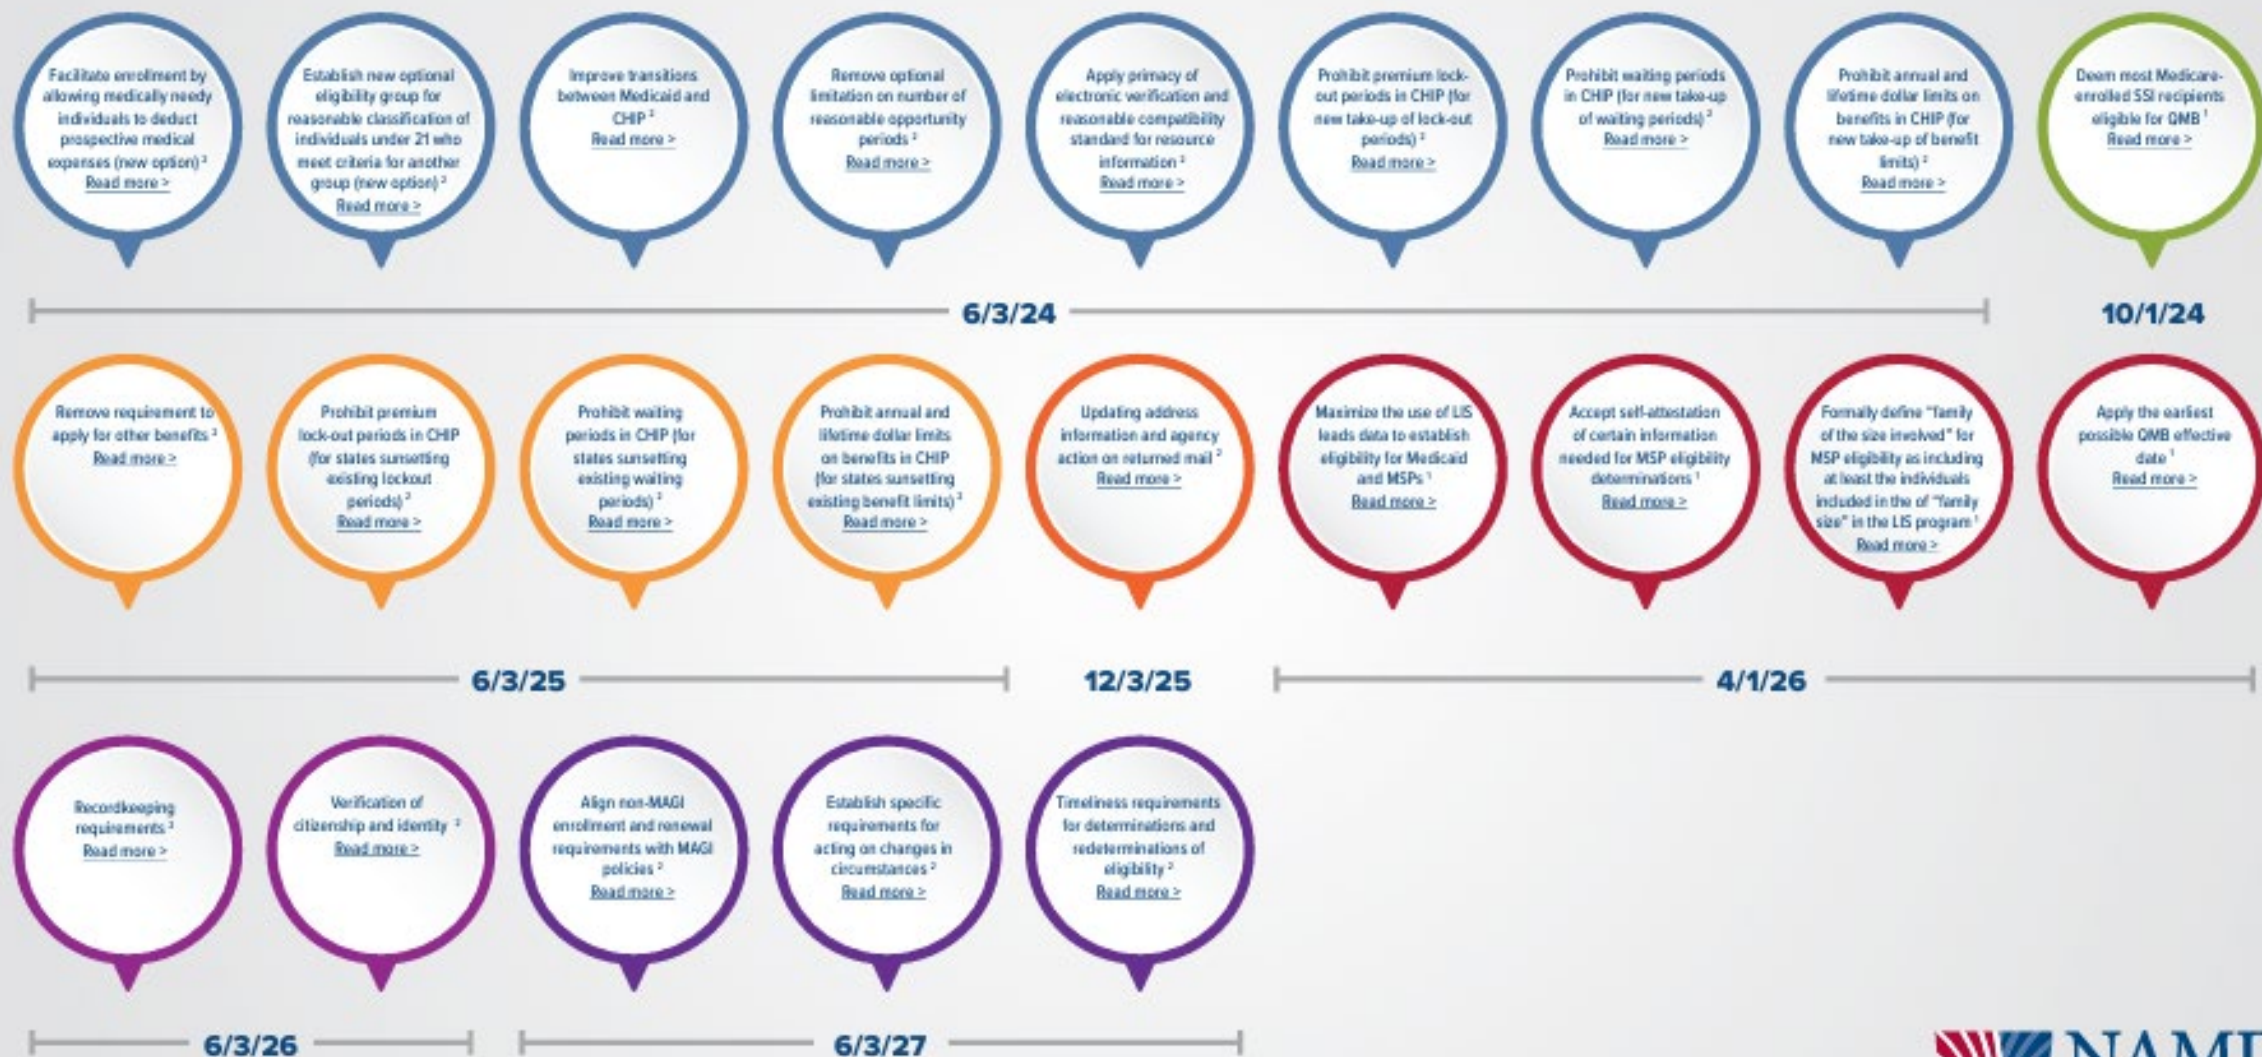 Facilitate enrollment by
allowing medically needy
individuals to deduct
prospective medical
expenses (new option) ²
Read more >
Establish new optional
eligibility group for
reasonable classification of
individuals under 21 who
meet criteria for another
group (new option) ²
Read more >
Improve transitions
between Medicaid and
CHIP ²
Read more >
Remove optional
limitation on number of
reasonable opportunity
periods ²
Read more >
Apply primacy of
electronic verification and
reasonable compatibility
standard for resource
information ²
Read more >
Prohibit premium lock-
out periods in CHIP (for
new take-up of lock-out
periods) ²
Read more >
Prohibit waiting periods
in CHIP (for new take-up
of waiting periods) ²
Read more >
Prohibit annual and
lifetime dollar limits on
benefits in CHIP (for
new take-up of benefit
limits) ²
Read more >
Deem most Medicare-
enrolled SSI recipients
eligible for QMB ¹
Read more >
6/3/24
10/1/24
Remove requirement to
apply for other benefits ²
Read more >
Prohibit premium
lock-out periods in CHIP
(for states sunsetting
existing lockout
periods) ²
Read more >
Prohibit waiting
periods in CHIP (for
states sunsetting
existing waiting
periods) ²
Read more >
Prohibit annual and
lifetime dollar limits
on benefits in CHIP
(for states sunsetting
existing benefit limits) ²
Read more >
Updating address
information and agency
action on returned mail ²
Read more >
Maximize the use of LIS
leads data to establish
eligibility for Medicaid
and MSPs ¹
Read more >
Accept self-attestation
of certain information
needed for MSP eligibility
determinations ¹
Read more >
Formally define "family
of the size involved" for
MSP eligibility as including
at least the individuals
included in the of "family
size" in the LIS program ¹
Read more >
Apply the earliest
possible QMB effective
date ¹
Read more >
6/3/25
12/3/25
4/1/26
Recordkeeping
requirements ²
Read more >
Verification of
citizenship and identity ²
Read more >
Align non-MAGI
enrollment and renewal
requirements with MAGI
policies ²
Read more >
Establish specific
requirements for
acting on changes in
circumstances ²
Read more >
Timeliness requirements
for determinations and
redeterminations of
eligibility ²
Read more >
6/3/26
6/3/27